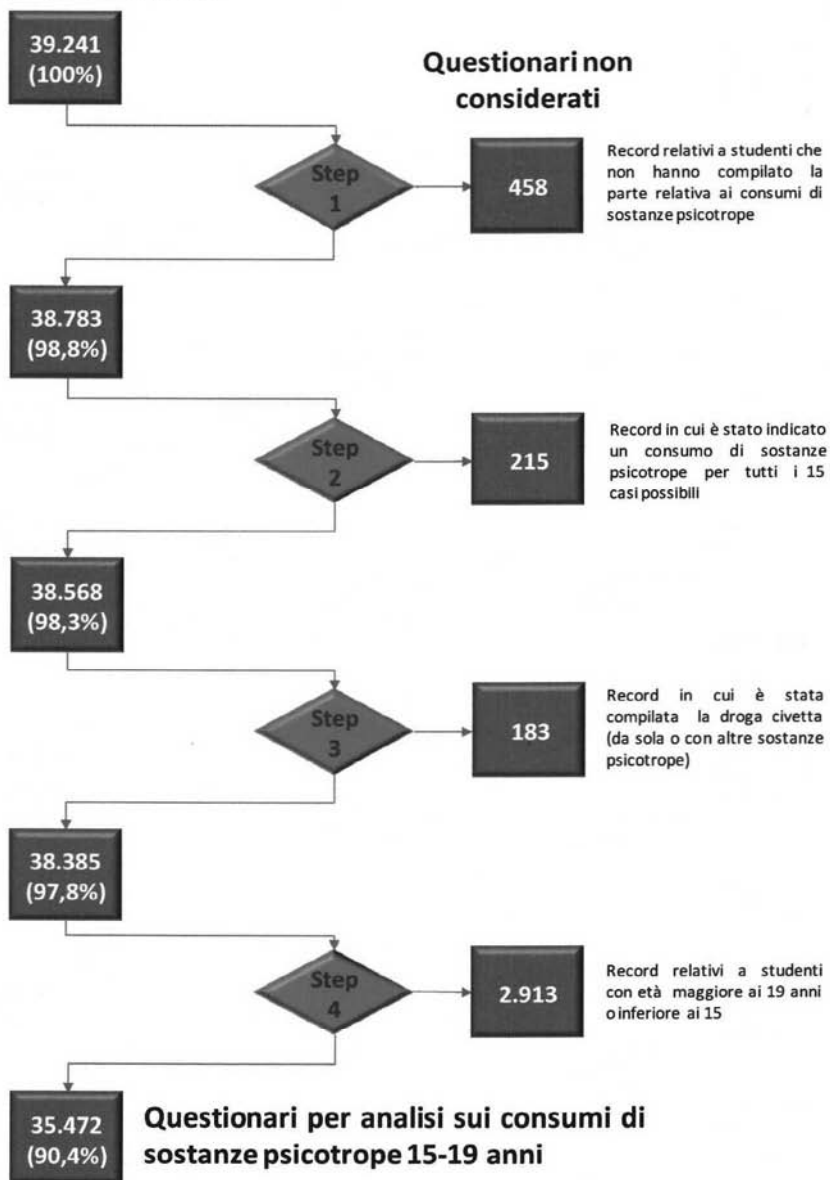 39.241
(100%)
Questionari non
considerati
Step
1
458
Record relativi a studenti che
non hanno compilato la
parte relativa ai consumi di
sostanze psicotrope
38.783
(98,8%)
Step
2
215
Record in cui è stato indicato
un consumo di sostanze
psicotrope per tutti i 15
casi possibili
38.568
(98,3%)
Step
3
183
Record in cui è stata
compilata la droga civetta
(da sola o con altre sostanze
psicotrope)
38.385
(97,8%)
Step
4
2.913
Record relativi a studenti
con età maggiore ai 19 anni
o inferiore ai 15
35.472
(90,4%)
Questionari per analisi sui consumi di
sostanze psicotrope 15-19 anni